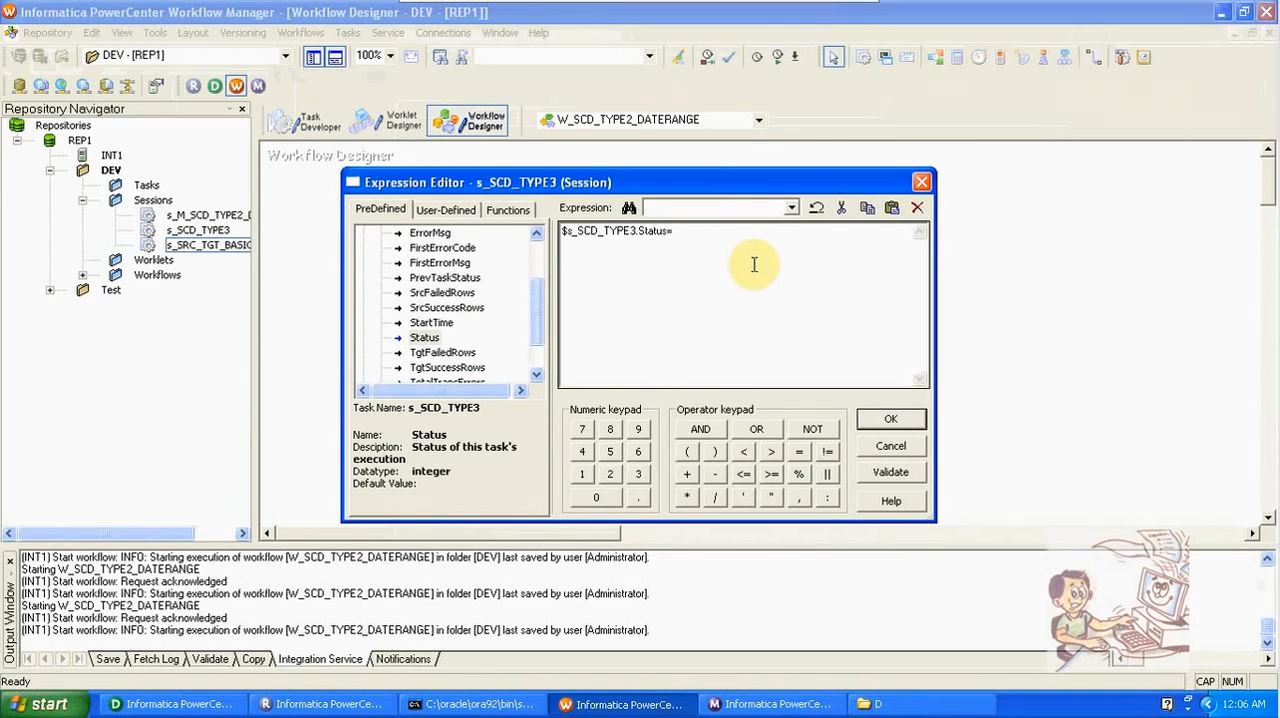 Informatica PowerCenter Workflow Manager - [Workflow Designer - DEV - [REP1]]
Repository Edit View Tools Layout Versioning Workflows Tasks Service Connections Window Help
DEV - [REP1] 100%
R D W M
Repository Navigator
Repositories
REP1
INT1
DEV
Tasks
Sessions
s_M_SCD_TYPE2_D
s_SCD_TYPE3
s_SRC_TGT_BASIC
Worklets
Workflows
Test
Task Developer
Worklet Designer
Workflow Designer
W_SCD_TYPE2_DATERANGE
Workflow Designer
Expression Editor - s_SCD_TYPE3 (Session)
PreDefined User-Defined Functions
Expression:
ErrorMsg
FirstErrorCode
FirstErrorMsg
PrevTaskStatus
SrcFailedRows
SrcSuccessRows
StartTime
Status
TgtFailedRows
TgtSuccessRows
TotalTransErrors
$s_SCD_TYPE3.Status=
Task Name: s_SCD_TYPE3
Name: Status
Desciption: Status of this task's execution
Datatype: integer
Default Value:
Numeric keypad
7 8 9
4 5 6
1 2 3
0 .
Operator keypad
AND OR NOT
( ) < > = !=
+ - <= >= % ||
* / ' " , :
OK
Cancel
Validate
Help
Output Window
(INT1) Start workflow: INFO: Starting execution of workflow [W_SCD_TYPE2_DATERANGE] in folder [DEV] last saved by user [Administrator].
Starting W_SCD_TYPE2_DATERANGE
(INT1) Start workflow: Request acknowledged
(INT1) Start workflow: INFO: Starting execution of workflow [W_SCD_TYPE2_DATERANGE] in folder [DEV] last saved by user [Administrator].
Starting W_SCD_TYPE2_DATERANGE
(INT1) Start workflow: Request acknowledged
(INT1) Start workflow: INFO: Starting execution of workflow [W_SCD_TYPE2_DATERANGE] in folder [DEV] last saved by user [Administrator].
Save Fetch Log Validate Copy Integration Service Notifications
Ready CAP NUM
start Informatica PowerC... Informatica PowerCe... C:\oracle\ora92\bin\s... Informatica PowerCe... Informatica PowerCe... D 12:06 AM